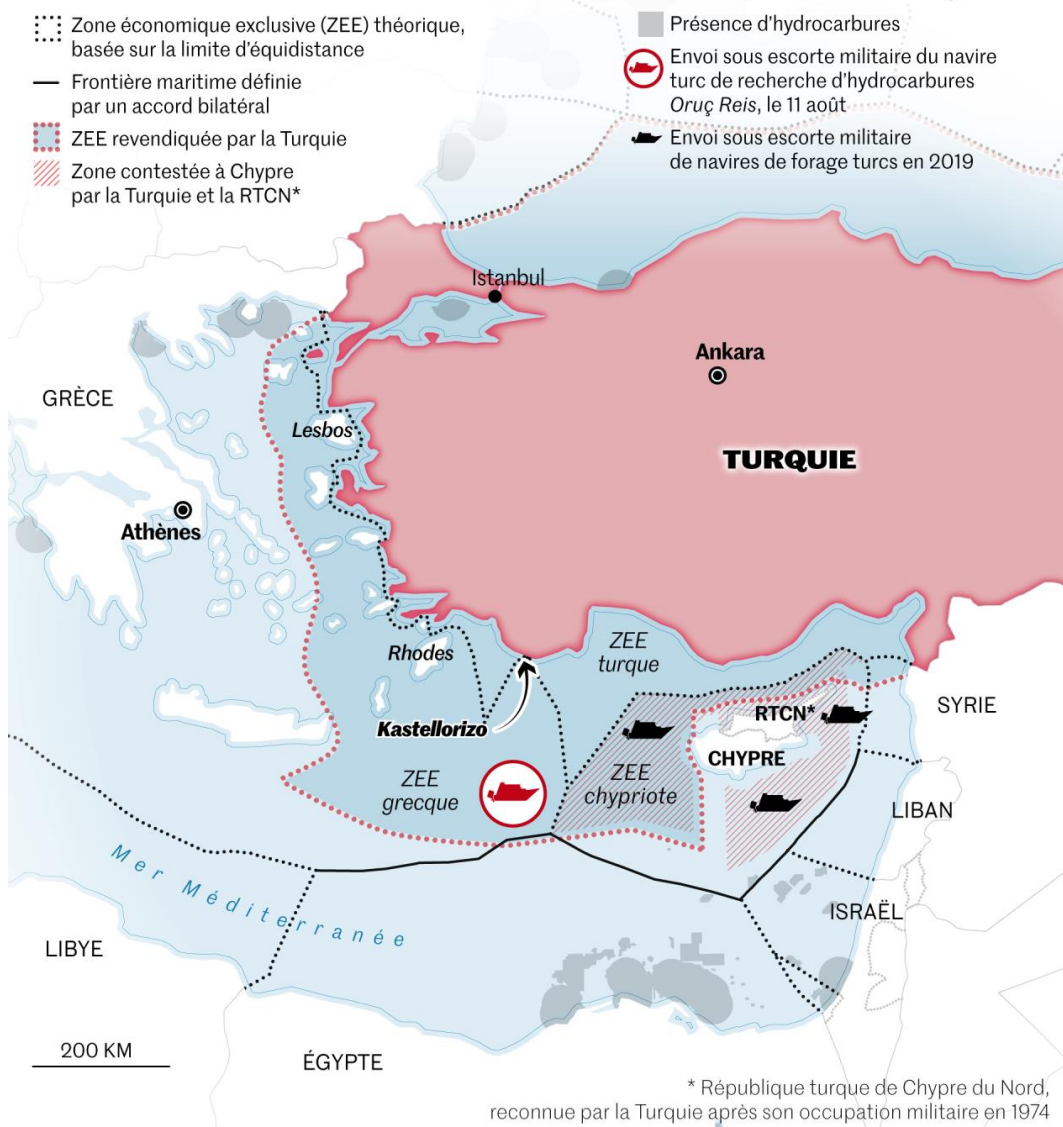 Zone économique exclusive (ZEE) théorique,
basée sur la limite d'équidistance
Frontière maritime définie
par un accord bilatéral
ZEE revendiquée par la Turquie
Zone contestée à Chypre
par la Turquie et la RTCN*
Présence d'hydrocarbures
Envoi sous escorte militaire du navire
turc de recherche d'hydrocarbures
Oruç Reis, le 11 août
Envoi sous escorte militaire
de navires de forage turcs en 2019
Istanbul
Ankara
GRÈCE
Lesbos
TURQUIE
Athènes
Rhodes
ZEE
turque
Kastellorizo
RTCN*
SYRIE
CHYPRE
ZEE
grecque
ZEE
chypriote
LIBAN
Mer Méditerranée
ISRAËL
LIBYE
200 KM
ÉGYPTE
* République turque de Chypre du Nord,
reconnue par la Turquie après son occupation militaire en 1974